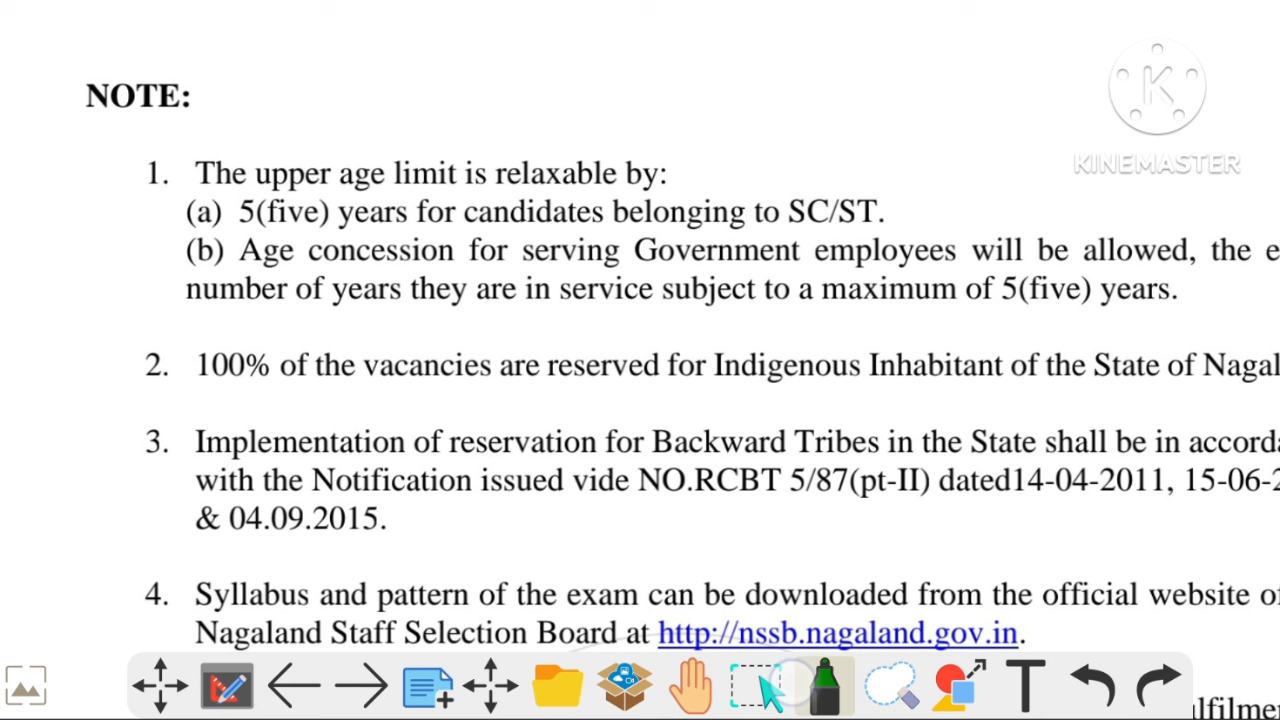 NOTE:
KINEMASTER
1. The upper age limit is relaxable by:
(a) 5(five) years for candidates belonging to SC/ST.
(b) Age concession for serving Government employees will be allowed, the
number of years they are in service subject to a maximum of 5(five) years.
2. 100% of the vacancies are reserved for Indigenous Inhabitant of the State of
3. Implementation of reservation for Backward Tribes in the State shall be in
with the Notification issued vide NO.RCBT 5/87(pt-II) dated14-04-2011, 15-06-
& 04.09.2015.
4. Syllabus and pattern of the exam can be downloaded from the official website
Nagaland Staff Selection Board at http://nssb.nagaland.gov.in.